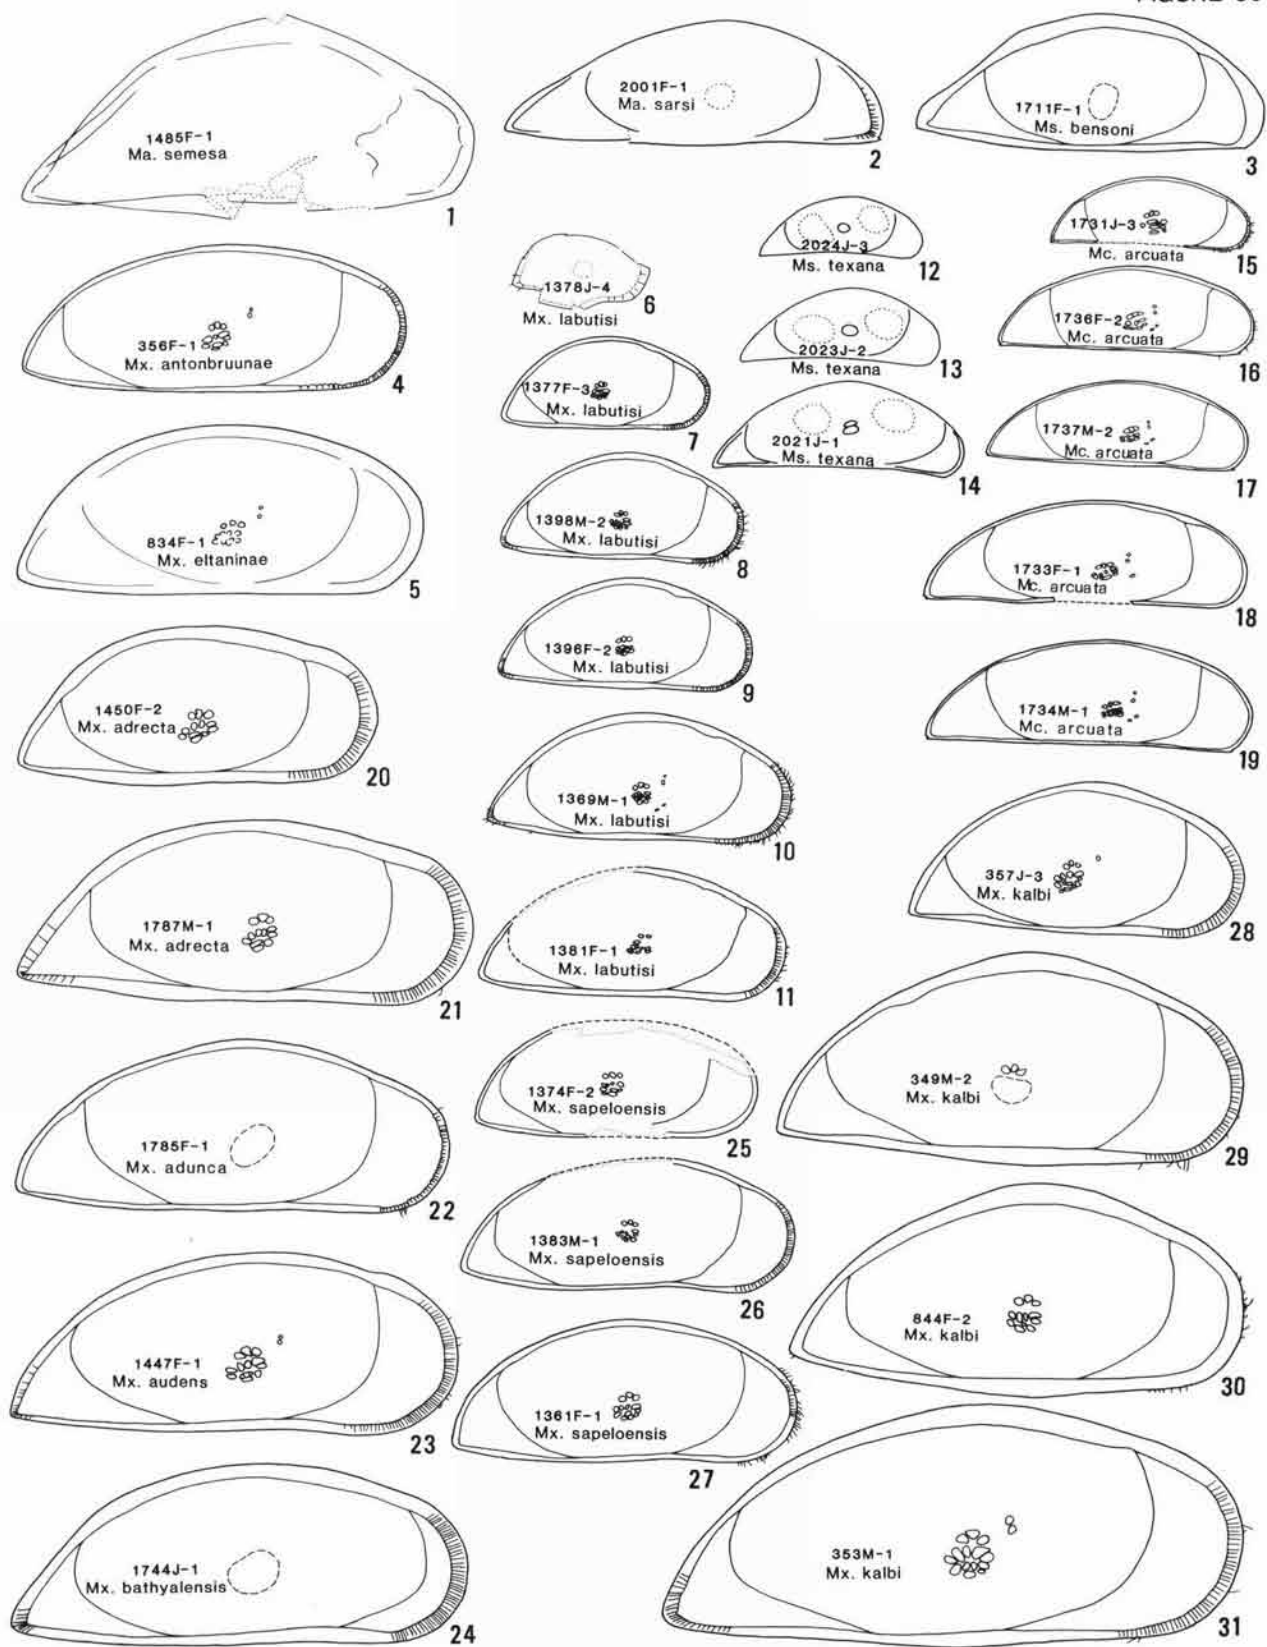 1485F-1
Ma. semesa
1
2001F-1
Ma. sarsi
2
1711F-1
Ms. bensoni
3
356F-1
Mx. antonbruunae
4
834F-1
Mx. eltaninae
5
1378J-4
Mx. labutisi
6
1377F-3
Mx. labutisi
7
1398M-2
Mx. labutisi
8
1396F-2
Mx. labutisi
9
1369M-1
Mx. labutisi
10
1381F-1
Mx. labutisi
11
2024J-3
Ms. texana
12
2023J-2
Ms. texana
13
2021J-1
Ms. texana
14
1731J-3
Mc. arcuata
15
1736F-2
Mc. arcuata
16
1737M-2
Mc. arcuata
17
1733F-1
Mc. arcuata
18
1734M-1
Mc. arcuata
19
1450F-2
Mx. adrecta
20
1787M-1
Mx. adrecta
21
1785F-1
Mx. adunca
22
1447F-1
Mx. audens
23
1744J-1
Mx. bathyalensis
24
1374F-2
Mx. sapeloensis
25
1383M-1
Mx. sapeloensis
26
1361F-1
Mx. sapeloensis
27
357J-3
Mx. kalbi
28
349M-2
Mx. kalbi
29
844F-2
Mx. kalbi
30
353M-1
Mx. kalbi
31